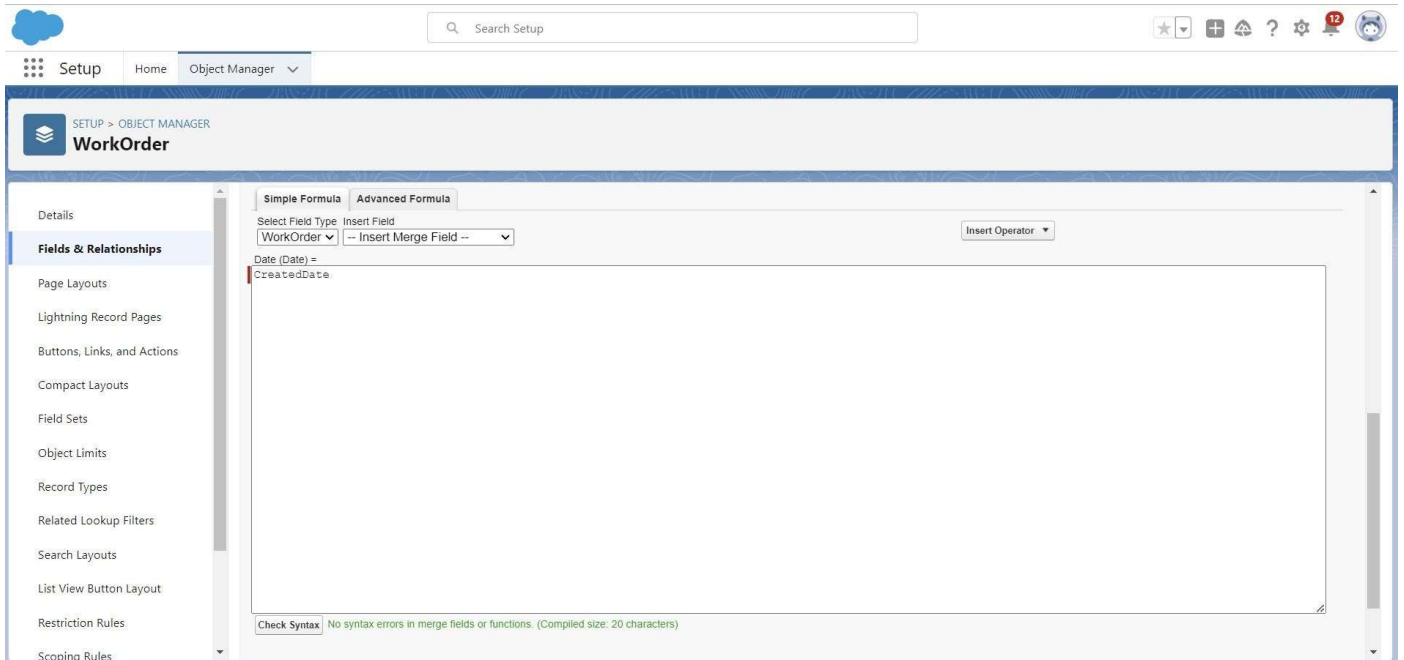 Search Setup
12
Setup Home Object Manager
SETUP > OBJECT MANAGER
WorkOrder
Details
Fields & Relationships
Page Layouts
Lightning Record Pages
Buttons, Links, and Actions
Compact Layouts
Field Sets
Object Limits
Record Types
Related Lookup Filters
Search Layouts
List View Button Layout
Restriction Rules
Scoping Rules
Simple Formula Advanced Formula
Select Field Type Insert Field
WorkOrder -- Insert Merge Field --
Insert Operator
Date (Date) =
CreatedDate
Check Syntax No syntax errors in merge fields or functions. (Compiled size: 20 characters)